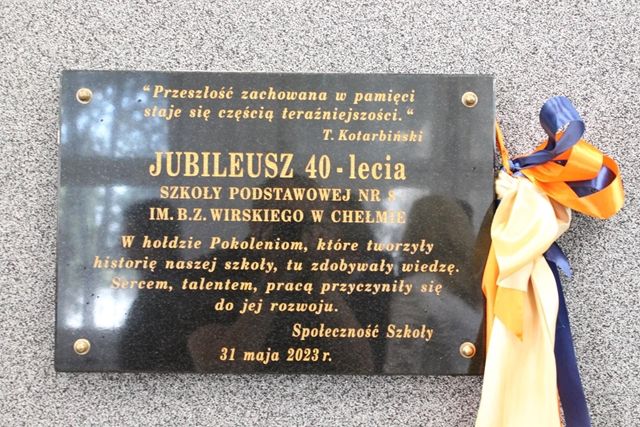 “Przeszłość zachowana w pamięci
staje się częścią teraźniejszości.“
T. Kotarbiński
JUBILEUSZ 40 - lecia
SZKOŁY PODSTAWOWEJ NR 8
IM. B. Z. WIRSKIEGO W CHEŁMIE
W hołdzie Pokoleniom, które tworzyły
historię naszej szkoły, tu zdobywały wiedzę.
Sercem, talentem, pracą przyczyniły się
do jej rozwoju.
Społeczność Szkoły
31 maja 2023 r.